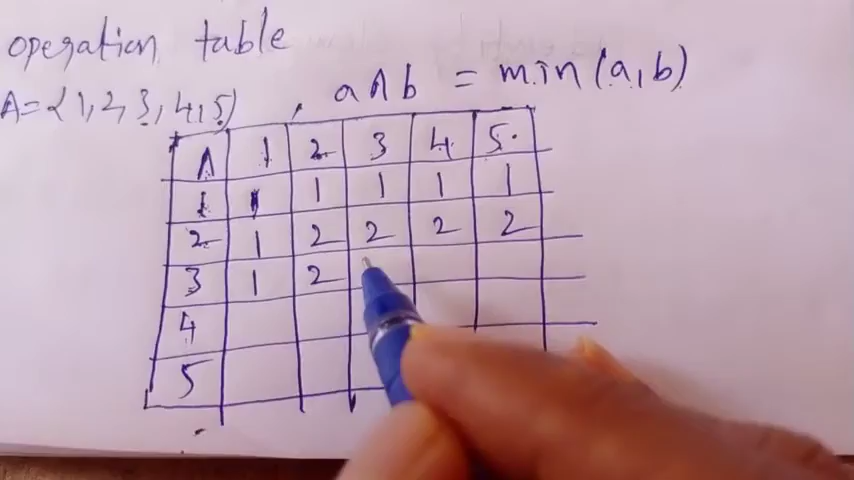 operation table
A={1,2,3,4,5} , a∧b = min(a,b)
∧ 1 2 3 4 5
1 1 1 1 1 1
2 1 2 2 2 2
3 1 2
4
5